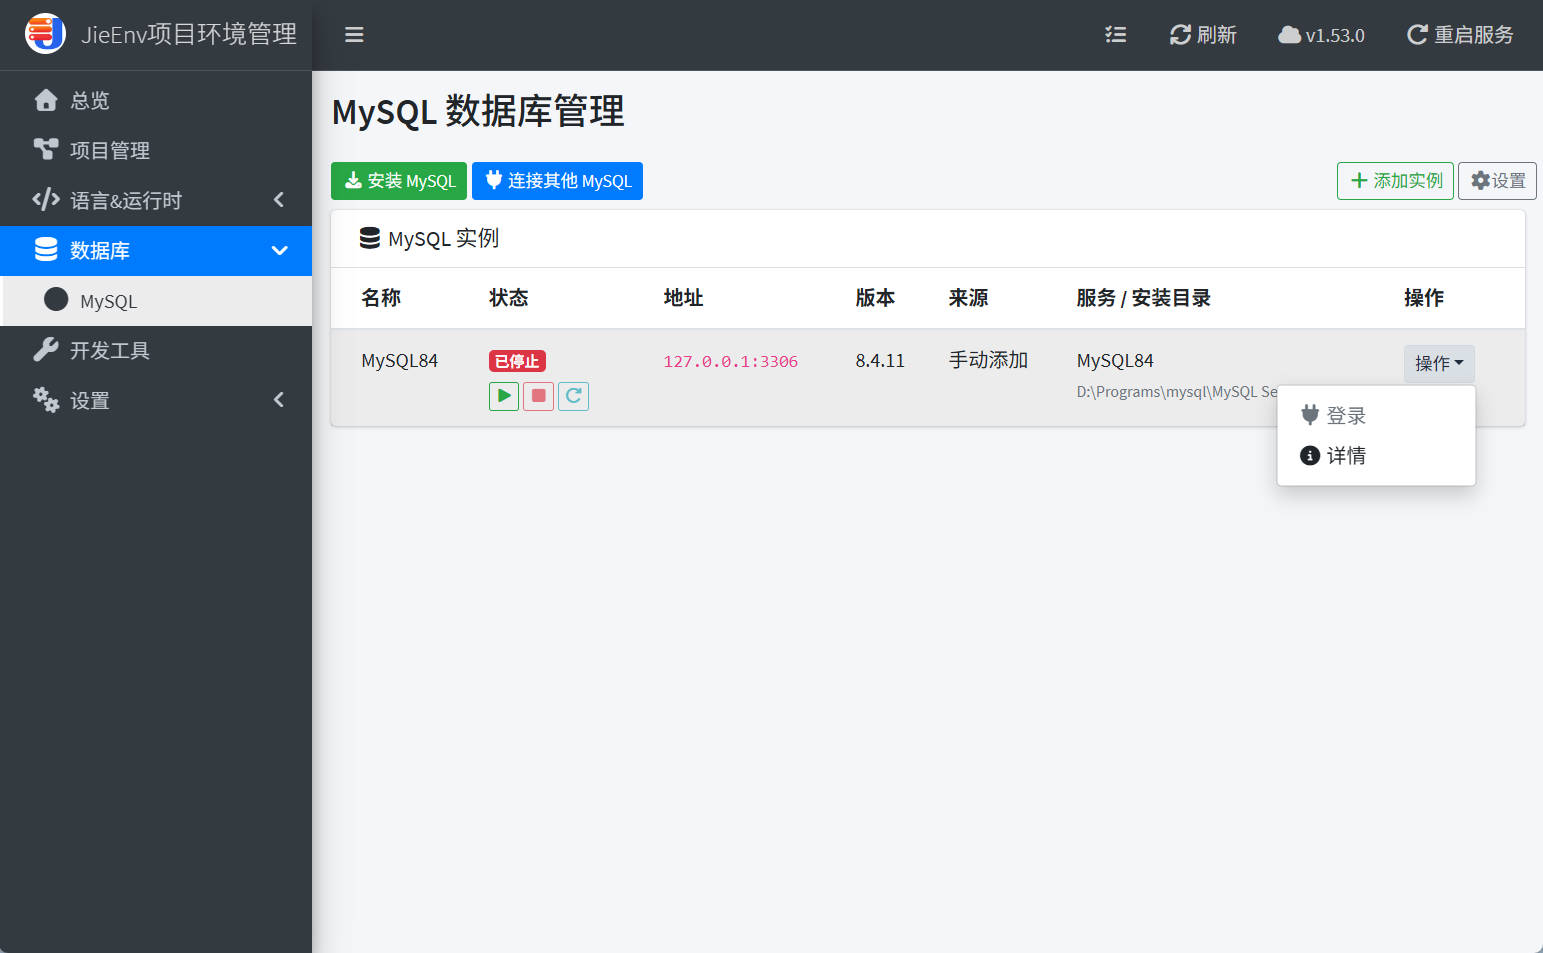 JieEnv项目环境管理
刷新
v1.53.0
重启服务
总览
项目管理
语言&运行时
数据库
MySQL
开发工具
设置
MySQL 数据库管理
安装 MySQL
连接其他 MySQL
添加实例
设置
MySQL 实例
名称 状态 地址 版本 来源 服务 / 安装目录 操作
MySQL84 已停止 127.0.0.1:3306 8.4.11 手动添加 MySQL84 操作
D:\Programs\mysql\MySQL Se
登录
详情